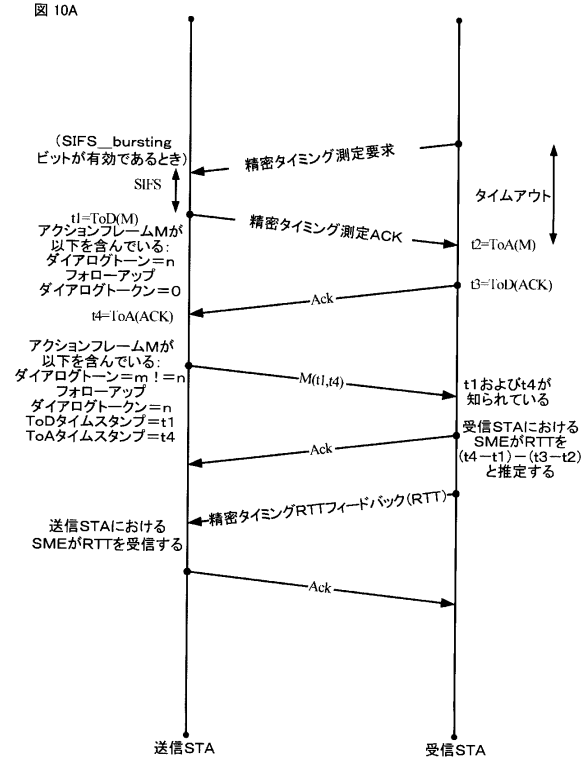 図 10A
(SIFS__bursting
ビットが有効であるとき)
精密タイミング測定要求
SIFS
タイムアウト
t1=ToD(M)
アクションフレームMが
以下を含んでいる:
ダイアログトーン=n
フォローアップ
ダイアログトークン=0
精密タイミング測定ACK
t2=ToA(M)
t3=ToD(ACK)
Ack
t4=ToA(ACK)
アクションフレームMが
以下を含んでいる:
ダイアログトーン=m!=n
フォローアップ
ダイアログトークン=n
ToDタイムスタンプ=t1
ToAタイムスタンプ=t4
M(t1,t4)
t1およびt4が
知られている
Ack
受信STAにおける
SMEがRTTを
(t4-t1)-(t3-t2)
と推定する
精密タイミングRTTフィードバック(RTT)
送信STAにおける
SMEがRTTを受信する
Ack
送信STA
受信STA